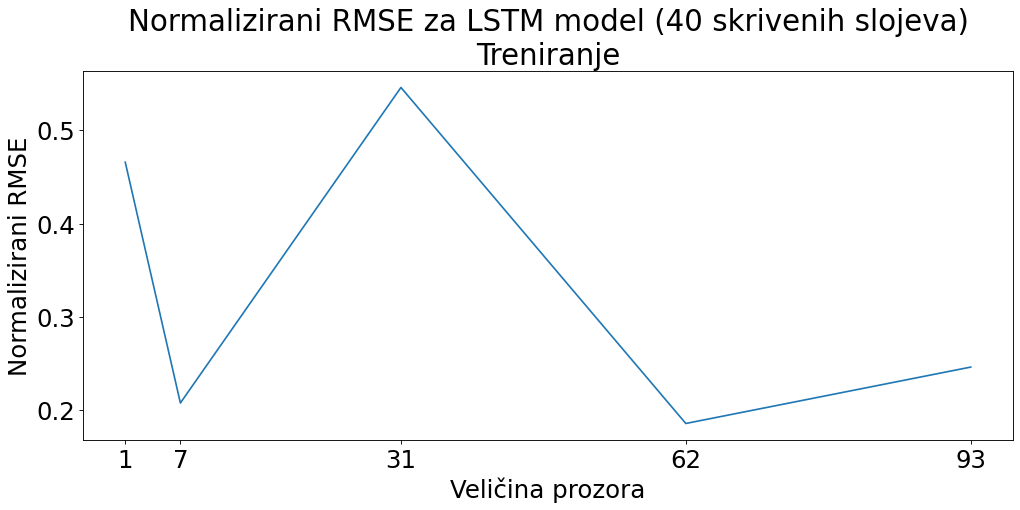 Normalizirani RMSE za LSTM model (40 skrivenih slojeva)
Treniranje
Normalizirani RMSE
0.5
0.4
0.3
0.2
1 7 31 62 93
Veličina prozora